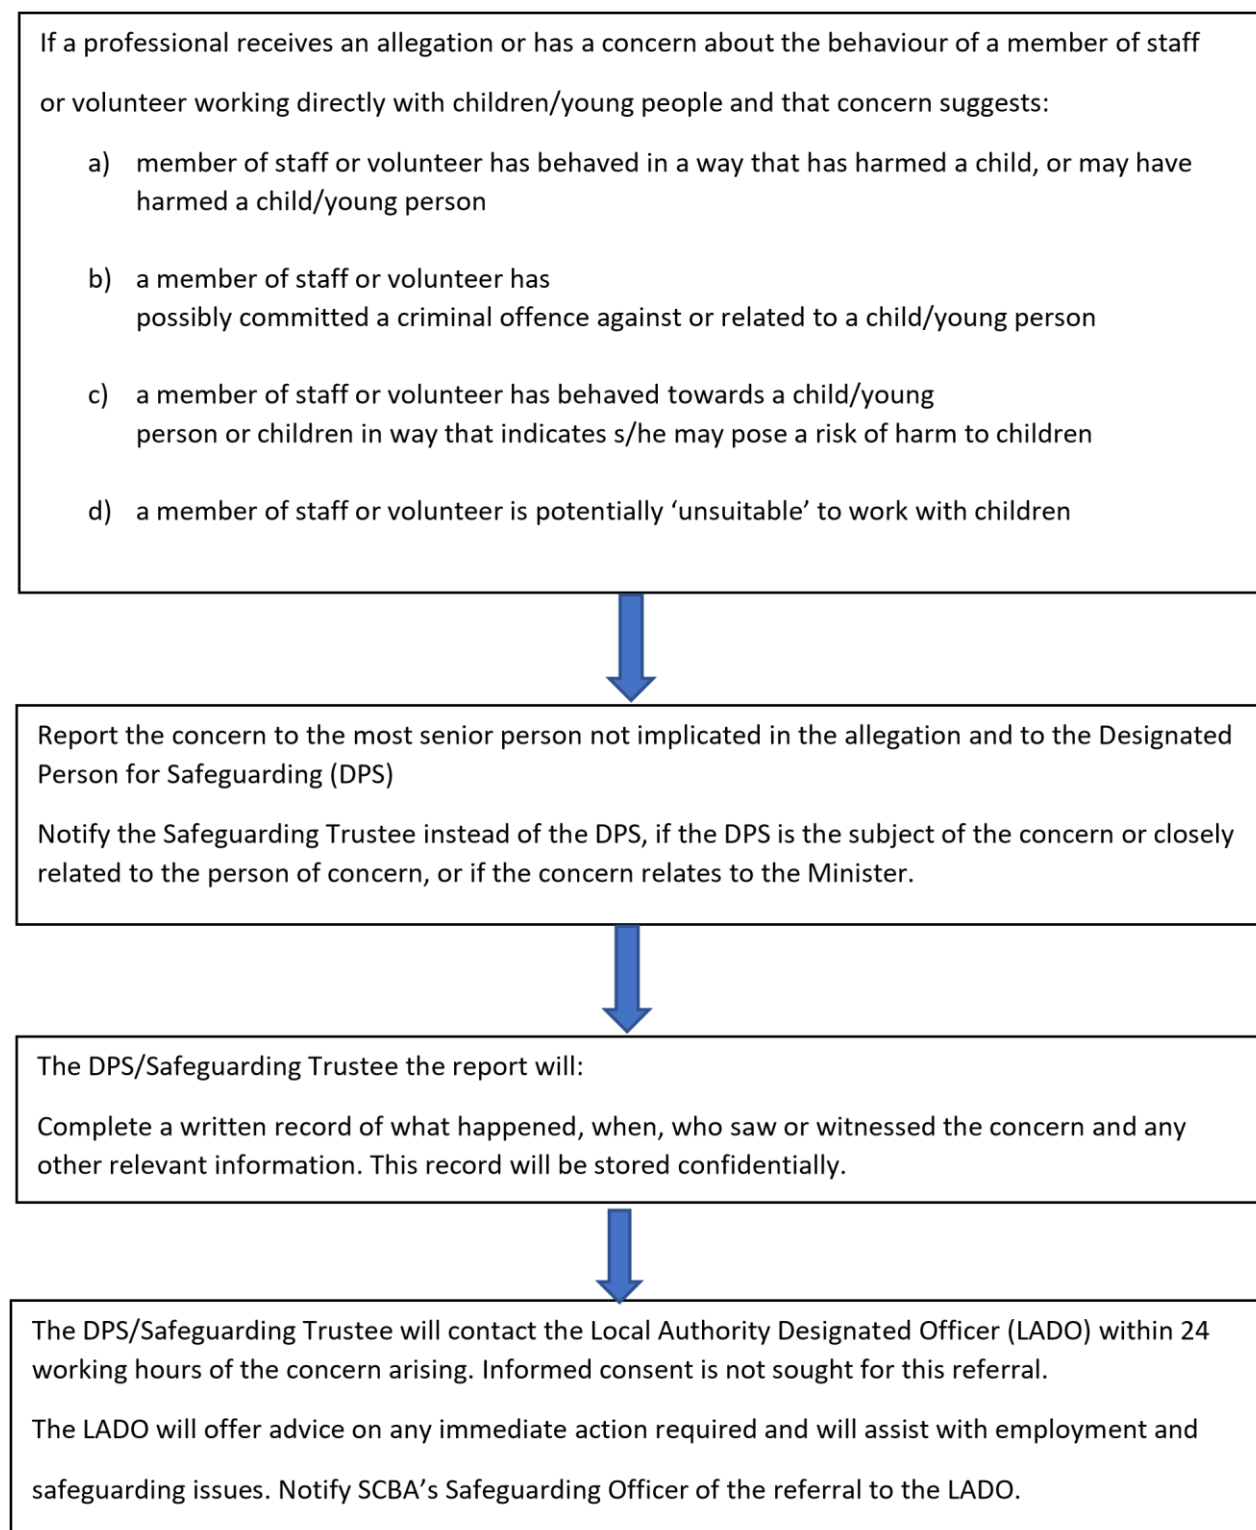 If a professional receives an allegation or has a concern about the behaviour of a member of staff
or volunteer working directly with children/young people and that concern suggests:
a) member of staff or volunteer has behaved in a way that has harmed a child, or may have
harmed a child/young person
b) a member of staff or volunteer has
possibly committed a criminal offence against or related to a child/young person
c) a member of staff or volunteer has behaved towards a child/young
person or children in way that indicates s/he may pose a risk of harm to children
d) a member of staff or volunteer is potentially ‘unsuitable’ to work with children
Report the concern to the most senior person not implicated in the allegation and to the Designated
Person for Safeguarding (DPS)
Notify the Safeguarding Trustee instead of the DPS, if the DPS is the subject of the concern or closely
related to the person of concern, or if the concern relates to the Minister.
The DPS/Safeguarding Trustee the report will:
Complete a written record of what happened, when, who saw or witnessed the concern and any
other relevant information. This record will be stored confidentially.
The DPS/Safeguarding Trustee will contact the Local Authority Designated Officer (LADO) within 24
working hours of the concern arising. Informed consent is not sought for this referral.
The LADO will offer advice on any immediate action required and will assist with employment and
safeguarding issues. Notify SCBA’s Safeguarding Officer of the referral to the LADO.